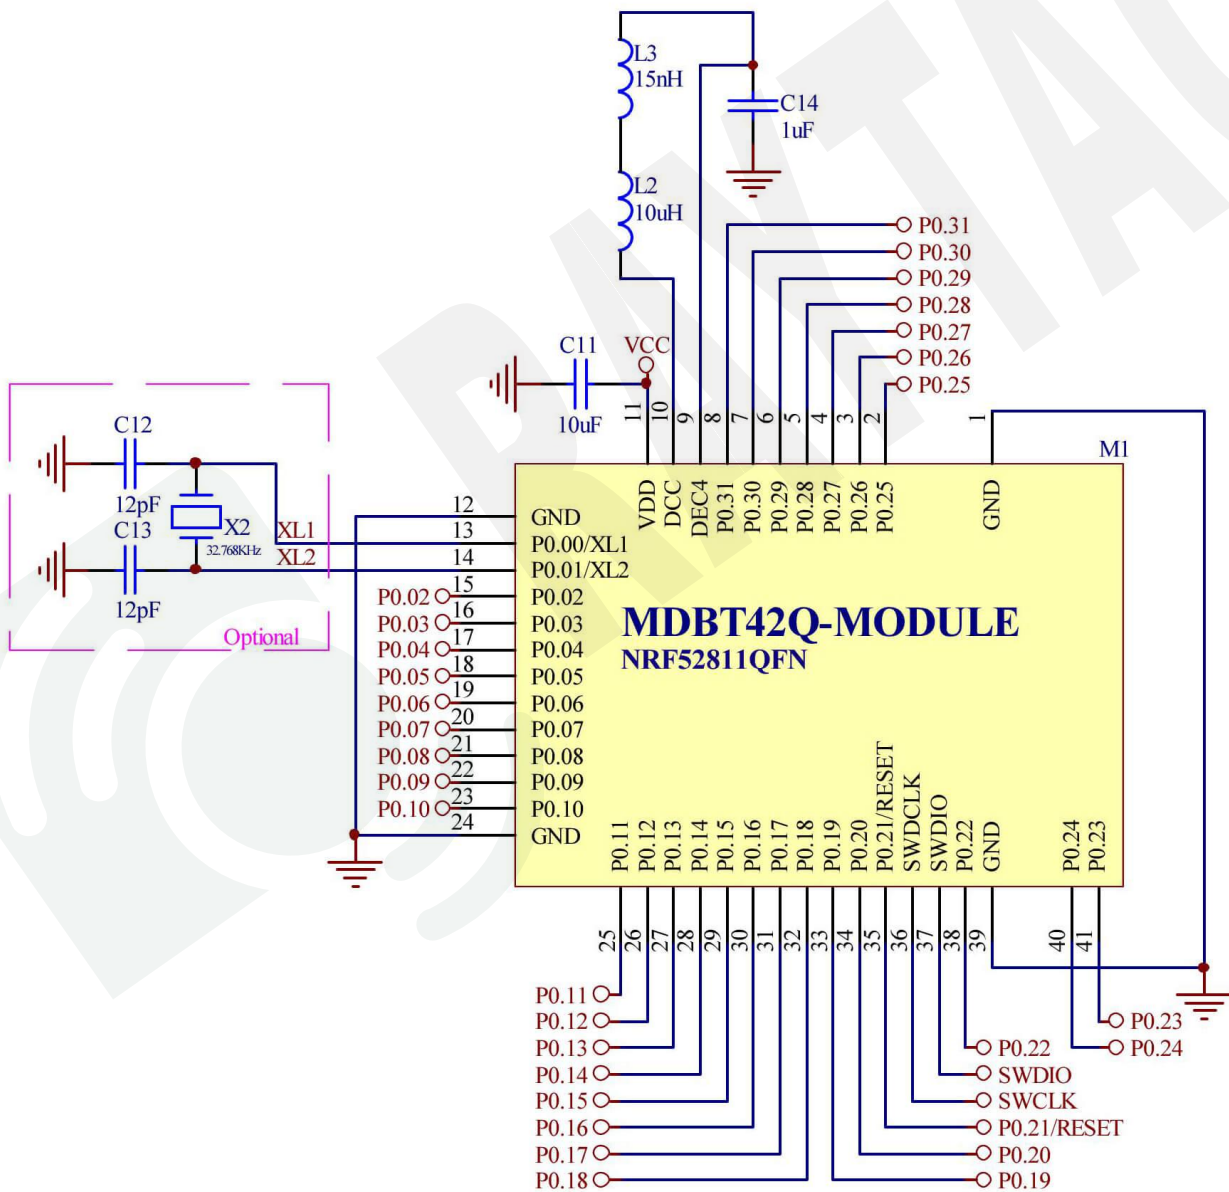 L3
15nH
C14
1uF
L2
10uH
P0.31
P0.30
P0.29
P0.28
P0.27
P0.26
P0.25
C11
10uF
VCC
11
10
9
8
7
6
5
4
3
2
1
M1
VDD
DCC
DEC4
P0.31
P0.30
P0.29
P0.28
P0.27
P0.26
P0.25
GND
C12
12pF
C13
12pF
X2
32.768KHz
XL1
XL2
Optional
12 GND
13 P0.00/XL1
14 P0.01/XL2
P0.02 15 P0.02
P0.03 16 P0.03
P0.04 17 P0.04
P0.05 18 P0.05
P0.06 19 P0.06
P0.07 20 P0.07
P0.08 21 P0.08
P0.09 22 P0.09
P0.10 23 P0.10
24 GND
MDBT42Q-MODULE
NRF52811QFN
P0.11
P0.12
P0.13
P0.14
P0.15
P0.16
P0.17
P0.18
P0.19
P0.20
P0.21/RESET
SWDCLK
SWDIO
P0.22
GND
P0.24
P0.23
25
26
27
28
29
30
31
32
33
34
35
36
37
38
39
40
41
P0.11
P0.12
P0.13
P0.14
P0.15
P0.16
P0.17
P0.18
P0.23
P0.24
P0.22
SWDIO
SWCLK
P0.21/RESET
P0.20
P0.19
RAYTAC